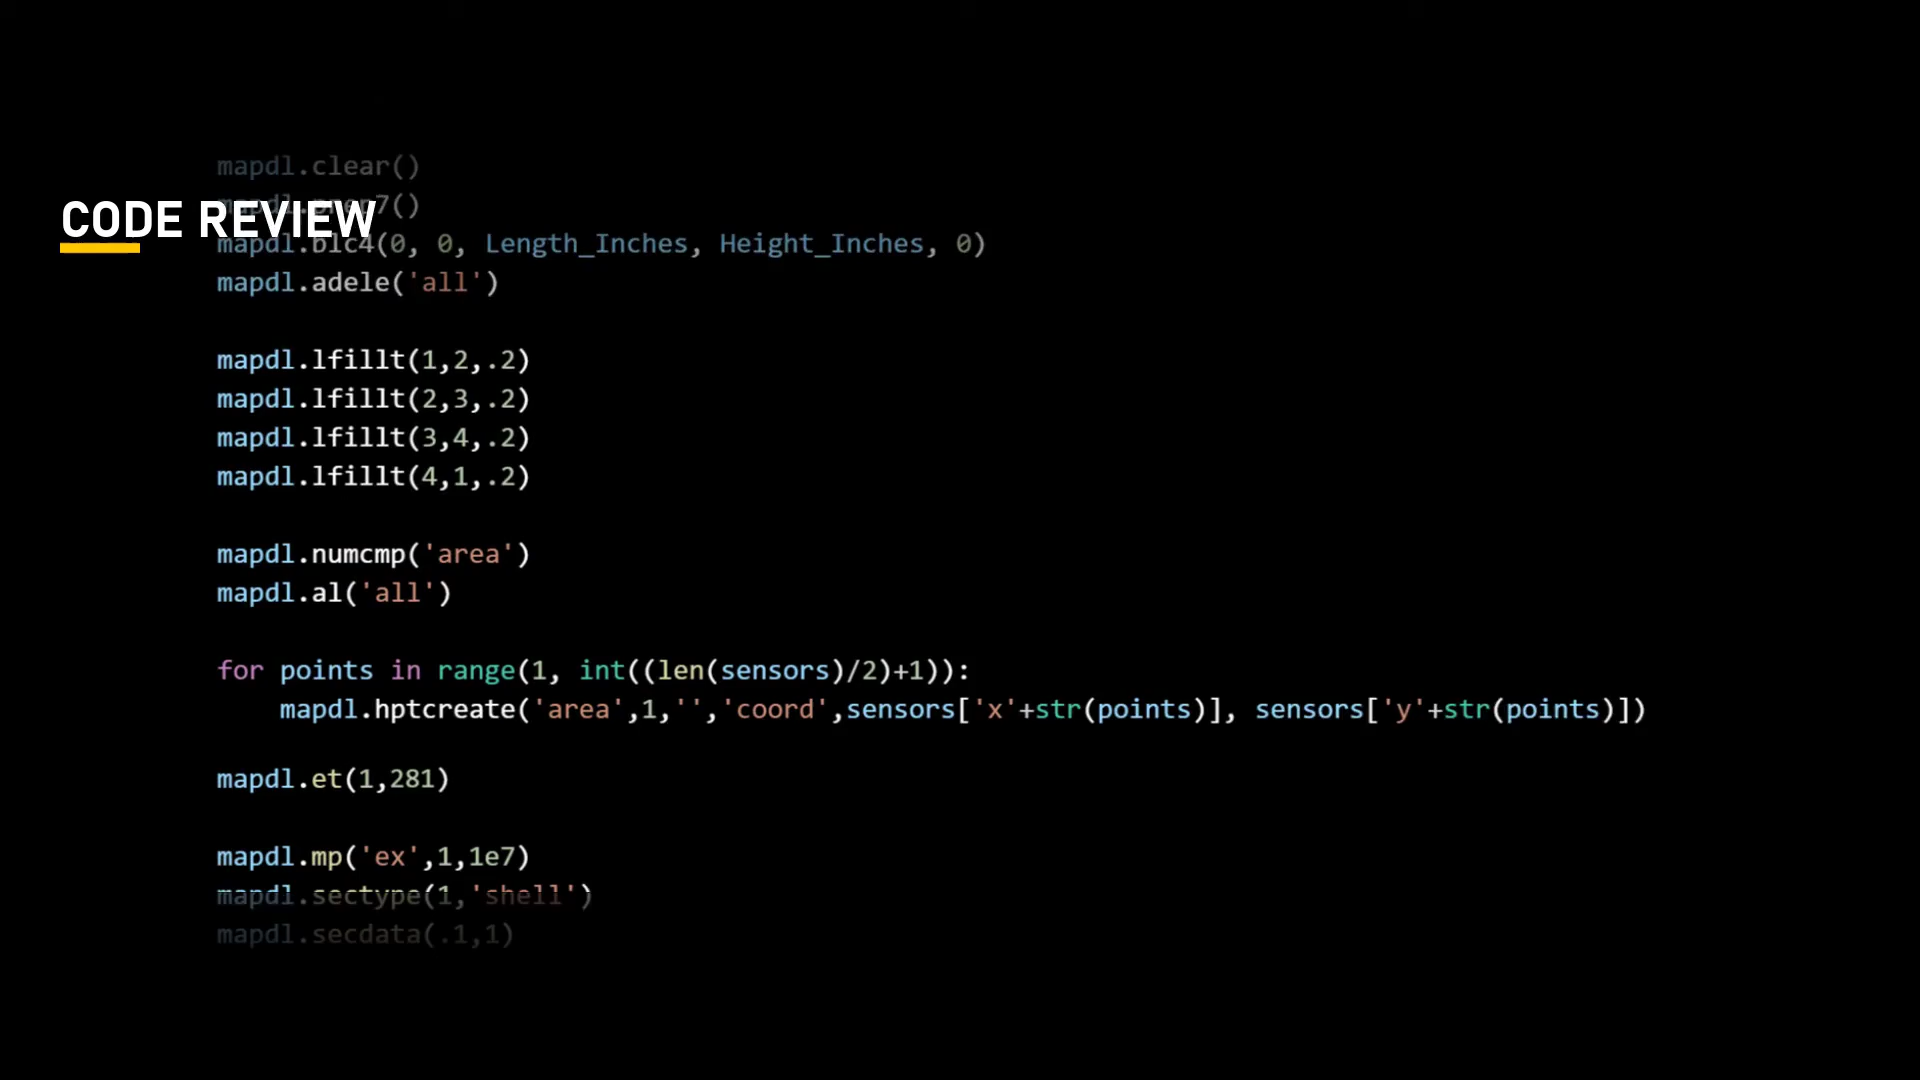 mapdl.clear()
CODE REVIEW
mapdl.prep7()
mapdl.blc4(0, 0, Length_Inches, Height_Inches, 0)
mapdl.adele('all')
mapdl.lfillt(1,2,.2)
mapdl.lfillt(2,3,.2)
mapdl.lfillt(3,4,.2)
mapdl.lfillt(4,1,.2)
mapdl.numcmp('area')
mapdl.al('all')
for points in range(1, int((len(sensors)/2)+1)):
mapdl.hptcreate('area',1,'','coord',sensors['x'+str(points)], sensors['y'+str(points)])
mapdl.et(1,281)
mapdl.mp('ex',1,1e7)
mapdl.sectype(1,'shell')
mapdl.secdata(.1,1)